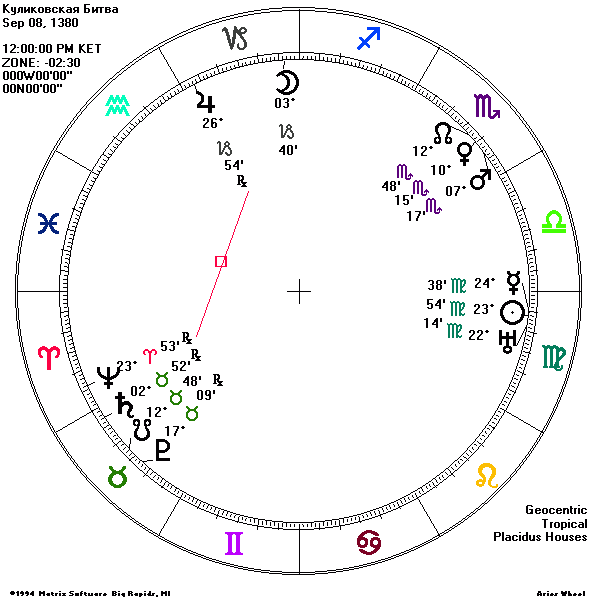 Куликовская Битва
Sep 08, 1380
12:00:00 PM KET
ZONE: -02:30
000W00'00"
00N00'00"
03°
40'
26°
54'
12°
10°
07°
48'
15'
17'
38' 24°
54' 23°
14' 22°
23° 53'
02° 52'
12° 48'
17° 09'
Geocentric
Tropical
Placidus Houses
©1994 Matrix Software Big Rapids, MI
Aries Wheel